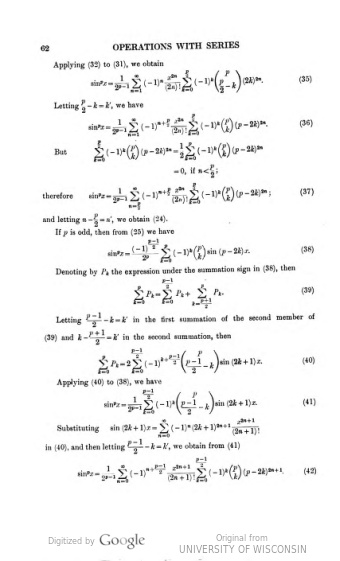 62 OPERATIONS WITH SERIES
Applying (32) to (31), we obtain
sin^p x = \frac{1}{2^{p-1}} \sum_{n=1}^{\infty} (-1)^n \frac{x^{2n}}{(2n)!} \sum_{k=0}^{\frac{p}{2}} (-1)^k \binom{p}{\frac{p}{2}-k} (2k)^{2n}. (35)
Letting \frac{p}{2} - k = k', we have
sin^p x = \frac{1}{2^{p-1}} \sum_{n=1}^{\infty} (-1)^{n+\frac{p}{2}} \frac{x^{2n}}{(2n)!} \sum_{k=0}^{\frac{p}{2}} (-1)^k \binom{p}{k} (p-2k)^{2n}. (36)
But \sum_{k=0}^{\frac{p}{2}} (-1)^k \binom{p}{k} (p-2k)^{2n} = \frac{1}{2} \sum_{k=0}^{p} (-1)^k \binom{p}{k} (p-2k)^{2n}
= 0, if n < \frac{p}{2};
therefore sin^p x = \frac{1}{2^{p-1}} \sum_{n=\frac{p}{2}}^{\infty} (-1)^{n+\frac{p}{2}} \frac{x^{2n}}{(2n)!} \sum_{k=0}^{\frac{p}{2}} (-1)^k \binom{p}{k} (p-2k)^{2n}; (37)
and letting n - \frac{p}{2} = n', we obtain (24).
If p is odd, then from (25) we have
sin^p x = \frac{(-1)^{\frac{p-1}{2}}}{2^p} \sum_{k=0}^{p} (-1)^k \binom{p}{k} sin (p-2k) x. (38)
Denoting by P_k the expression under the summation sign in (38), then
\sum_{k=0}^{p} P_k = \sum_{k=0}^{\frac{p-1}{2}} P_k + \sum_{k=\frac{p+1}{2}}^{p} P_k. (39)
Letting \frac{p-1}{2} - k = k' in the first summation of the second member of
(39) and k - \frac{p+1}{2} = k' in the second summation, then
\sum_{k=0}^{p} P_k = 2 \sum_{k=0}^{\frac{p-1}{2}} (-1)^{k+\frac{p-1}{2}} \binom{p}{\frac{p-1}{2}-k} sin (2k+1) x. (40)
Applying (40) to (38), we have
sin^p x = \frac{1}{2^{p-1}} \sum_{k=0}^{\frac{p-1}{2}} (-1)^k \binom{p}{\frac{p-1}{2}-k} sin (2k+1) x. (41)
Substituting sin (2k+1) x = \sum_{n=0}^{\infty} (-1)^n (2k+1)^{2n+1} \frac{x^{2n+1}}{(2n+1)!}
in (40), and then letting \frac{p-1}{2} - k = k', we obtain from (41)
sin^p x = \frac{1}{2^{p-1}} \sum_{n=0}^{\infty} (-1)^{n+\frac{p-1}{2}} \frac{x^{2n+1}}{(2n+1)!} \sum_{k=0}^{\frac{p-1}{2}} (-1)^k \binom{p}{k} (p-2k)^{2n+1}. (42)
Digitized by Google
Original from
UNIVERSITY OF WISCONSIN